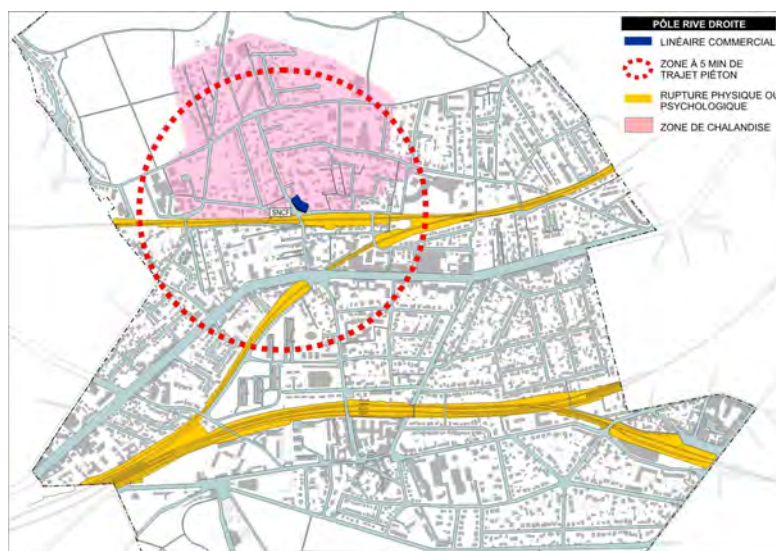 PÔLE RIVE DROITE
LINÉAIRE COMMERCIAL
ZONE À 5 MIN DE
TRAJET PIÉTON
RUPTURE PHYSIQUE OU
PSYCHOLOGIQUE
ZONE DE CHALANDISE
SNCF